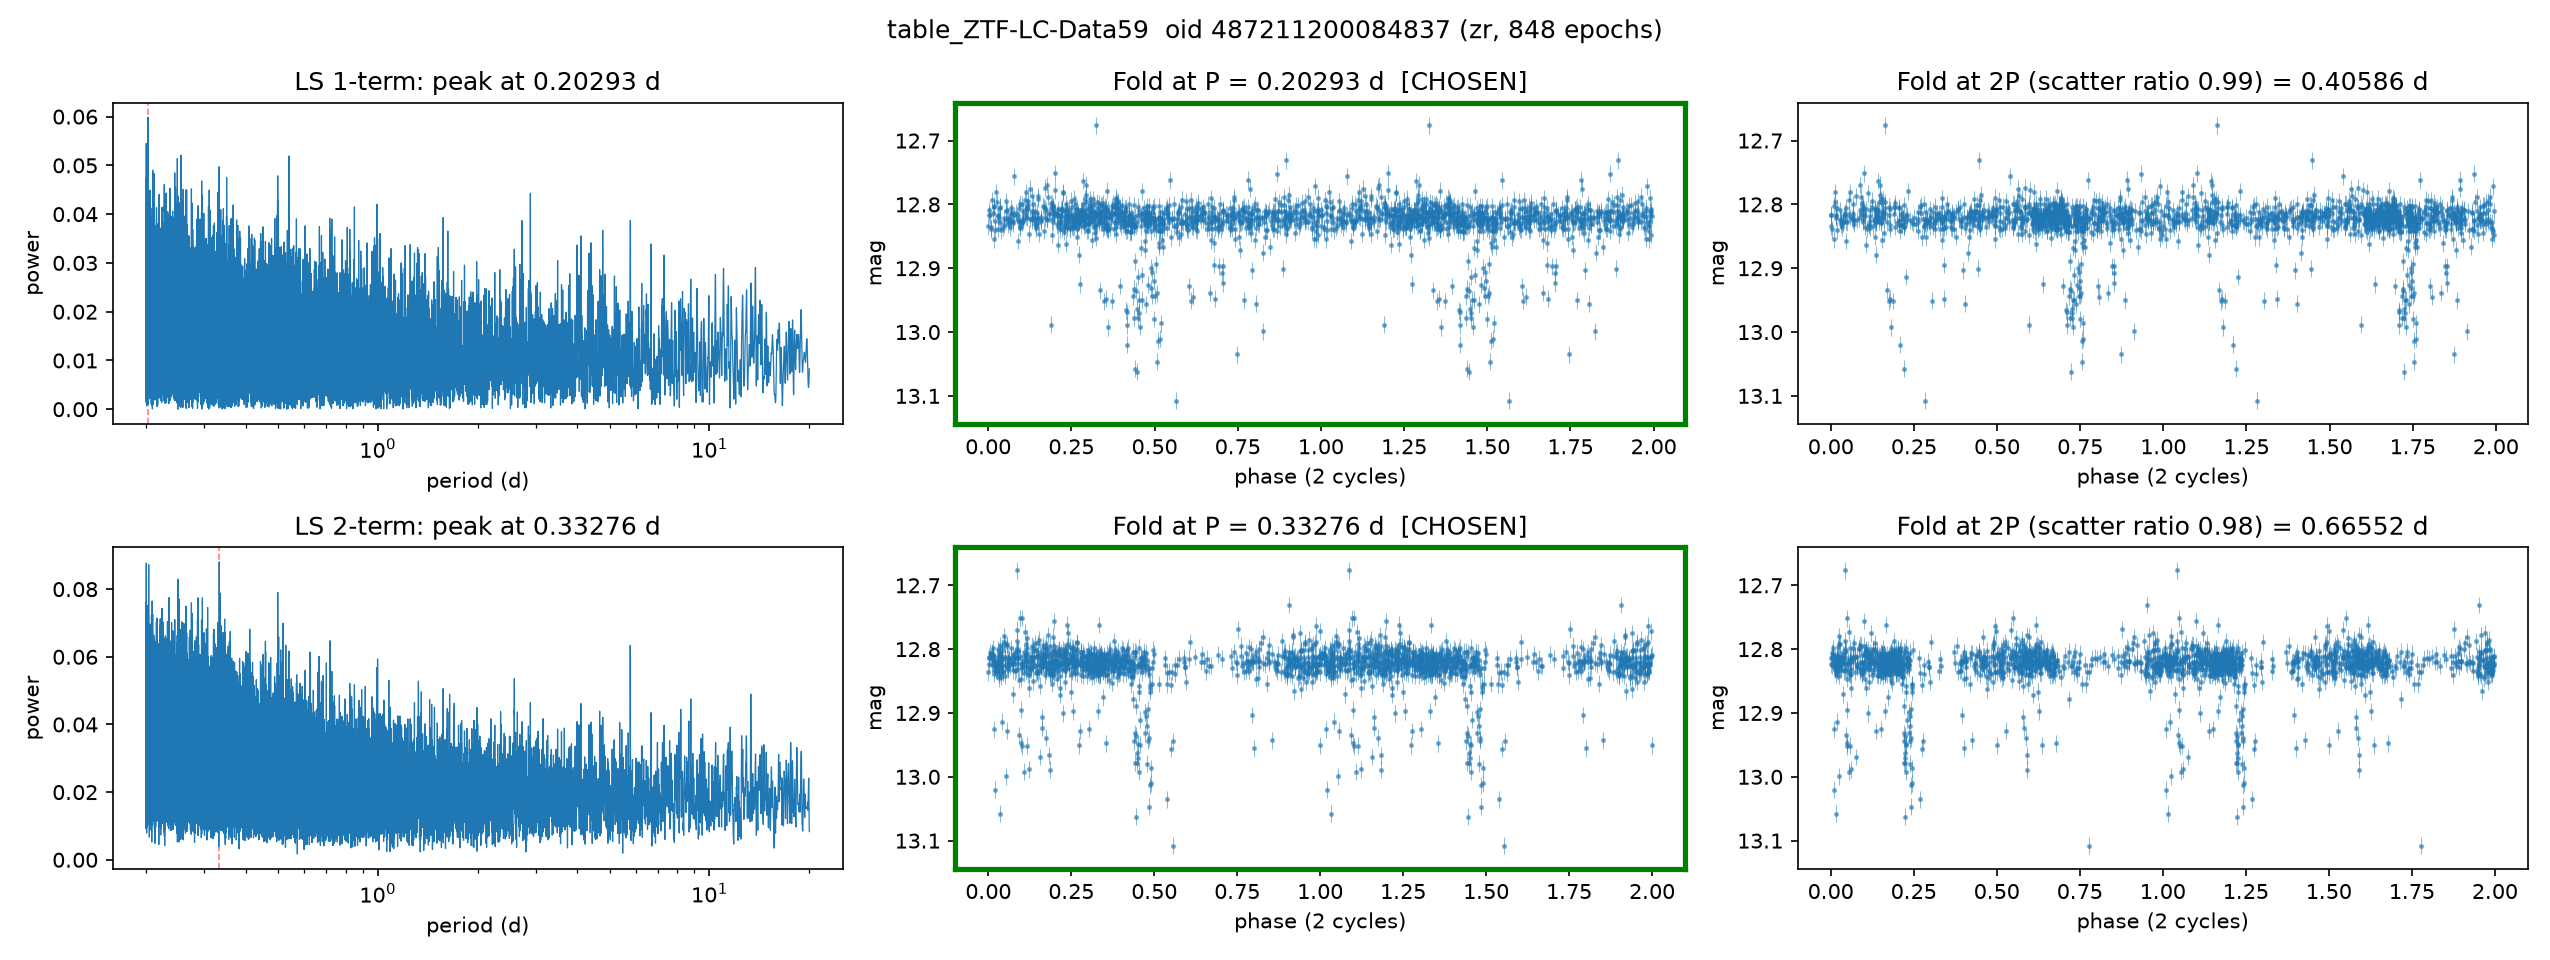 table_ZTF-LC-Data59  oid 487211200084837 (zr, 848 epochs)
LS 1-term: peak at 0.20293 d
0.06
0.05
0.04
0.03
0.02
0.01
0.00
power
10⁰
10¹
period (d)
Fold at P = 0.20293 d  [CHOSEN]
12.7
12.8
12.9
13.0
13.1
mag
0.00 0.25 0.50 0.75 1.00 1.25 1.50 1.75 2.00
phase (2 cycles)
Fold at 2P (scatter ratio 0.99) = 0.40586 d
12.7
12.8
12.9
13.0
13.1
mag
0.00 0.25 0.50 0.75 1.00 1.25 1.50 1.75 2.00
phase (2 cycles)
LS 2-term: peak at 0.33276 d
0.08
0.06
0.04
0.02
0.00
power
10⁰
10¹
period (d)
Fold at P = 0.33276 d  [CHOSEN]
12.7
12.8
12.9
13.0
13.1
mag
0.00 0.25 0.50 0.75 1.00 1.25 1.50 1.75 2.00
phase (2 cycles)
Fold at 2P (scatter ratio 0.98) = 0.66552 d
12.7
12.8
12.9
13.0
13.1
mag
0.00 0.25 0.50 0.75 1.00 1.25 1.50 1.75 2.00
phase (2 cycles)